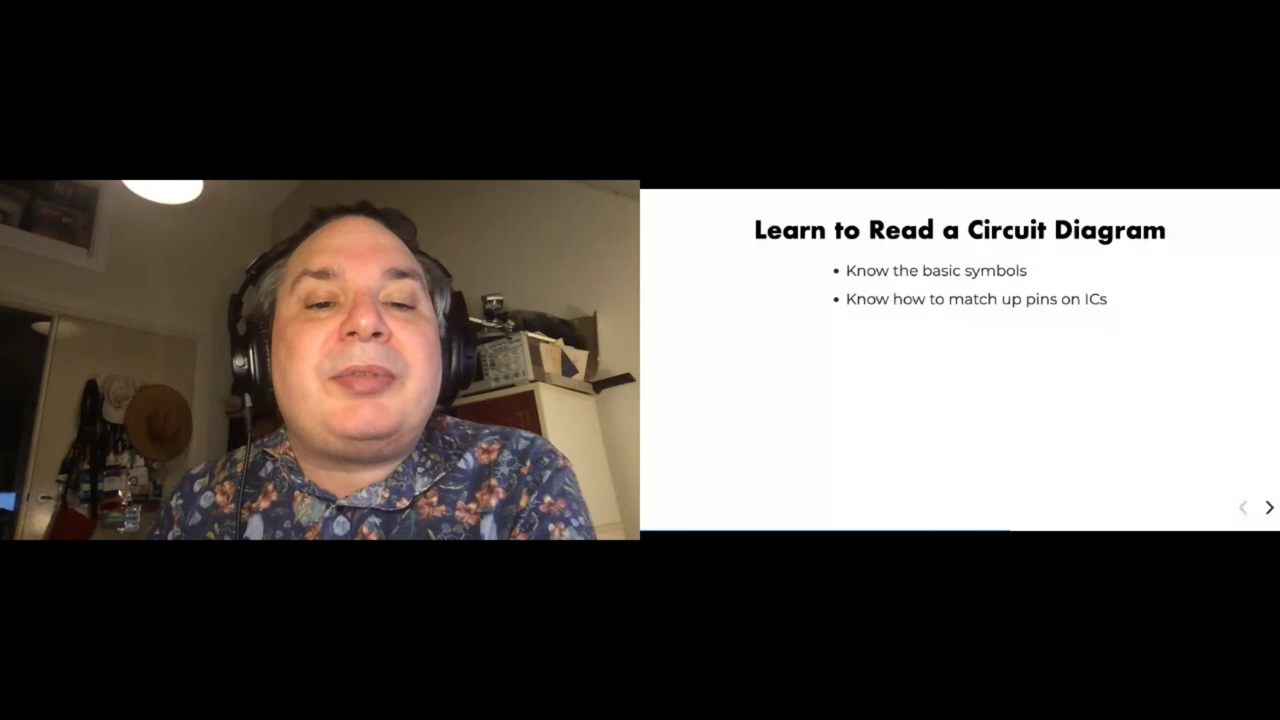 Learn to Read a Circuit Diagram
• Know the basic symbols
• Know how to match up pins on ICs